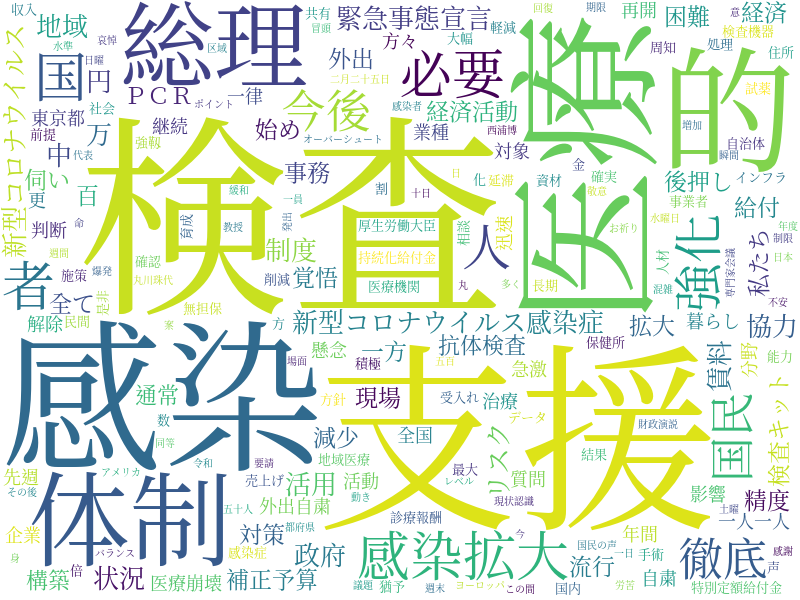 収入
共有
冒頭
緊急事態宣言
方々
大幅
軽減
再開
困難
意
回復
期限
経済
水準
日曜
哀悼
地域
総理
区域
外出
必要
医療
的
周知
処理
検査機器
住所
国
円
二月二十五日
試薬
新型コロナウイルス
東京都
社会
ＰＣＲ
一律
ポイント
今後
感染者
経済活動
西浦博
増加
自治体
前提
万
継続
始め
オーバーシュート
業種
瞬間
中
代表
強靱
検査
事務
対象
金
確実
インフラ
伺い
百
緩和
一員
割
日
十日
化
延滞
資材
敬意
後押し
更
育成
教授
発出
厚生労働大臣
相談
迅速
事業者
給付
判断
命
制度
人
お祈り
水曜日
年度
制限
週間
確認
持続化給付金
長期
人材
強化
専門家会議
日本
私たち
者
施策
爆発
削減
覚悟
医療機関
丸
多く
混雑
全て
是非
丸川珠代
無担保
不安
解除
民間
案
方
新型コロナウイルス感染症
拡大
暮らし
協力
感染
場面
懸念
一方
抗体検査
保健所
分野
能力
積極
五百
急激
賃料
通常
方針
現場
受入れ
治療
支援
国民
検査キット
数
データ
財政演説
同等
減少
全国
リスク
結果
先週
アメリカ
令和
要請
地域医療
最大
質問
影響
精度
その後
体制
売上げ
活用
活動
レベル
現状認識
土曜
一人一人
企業
五十人
外出自粛
動き
診療報酬
今
国民の声
年間
感謝
バランス
感染症
対策
都府県
感染拡大
一日
手術
徹底
声
身
構築
倍
状況
医療崩壊
補正予算
政府
議題
猶予
週末
ヨーロッパ
この間
流行
国内
労苦
自粛
特別定額給付金